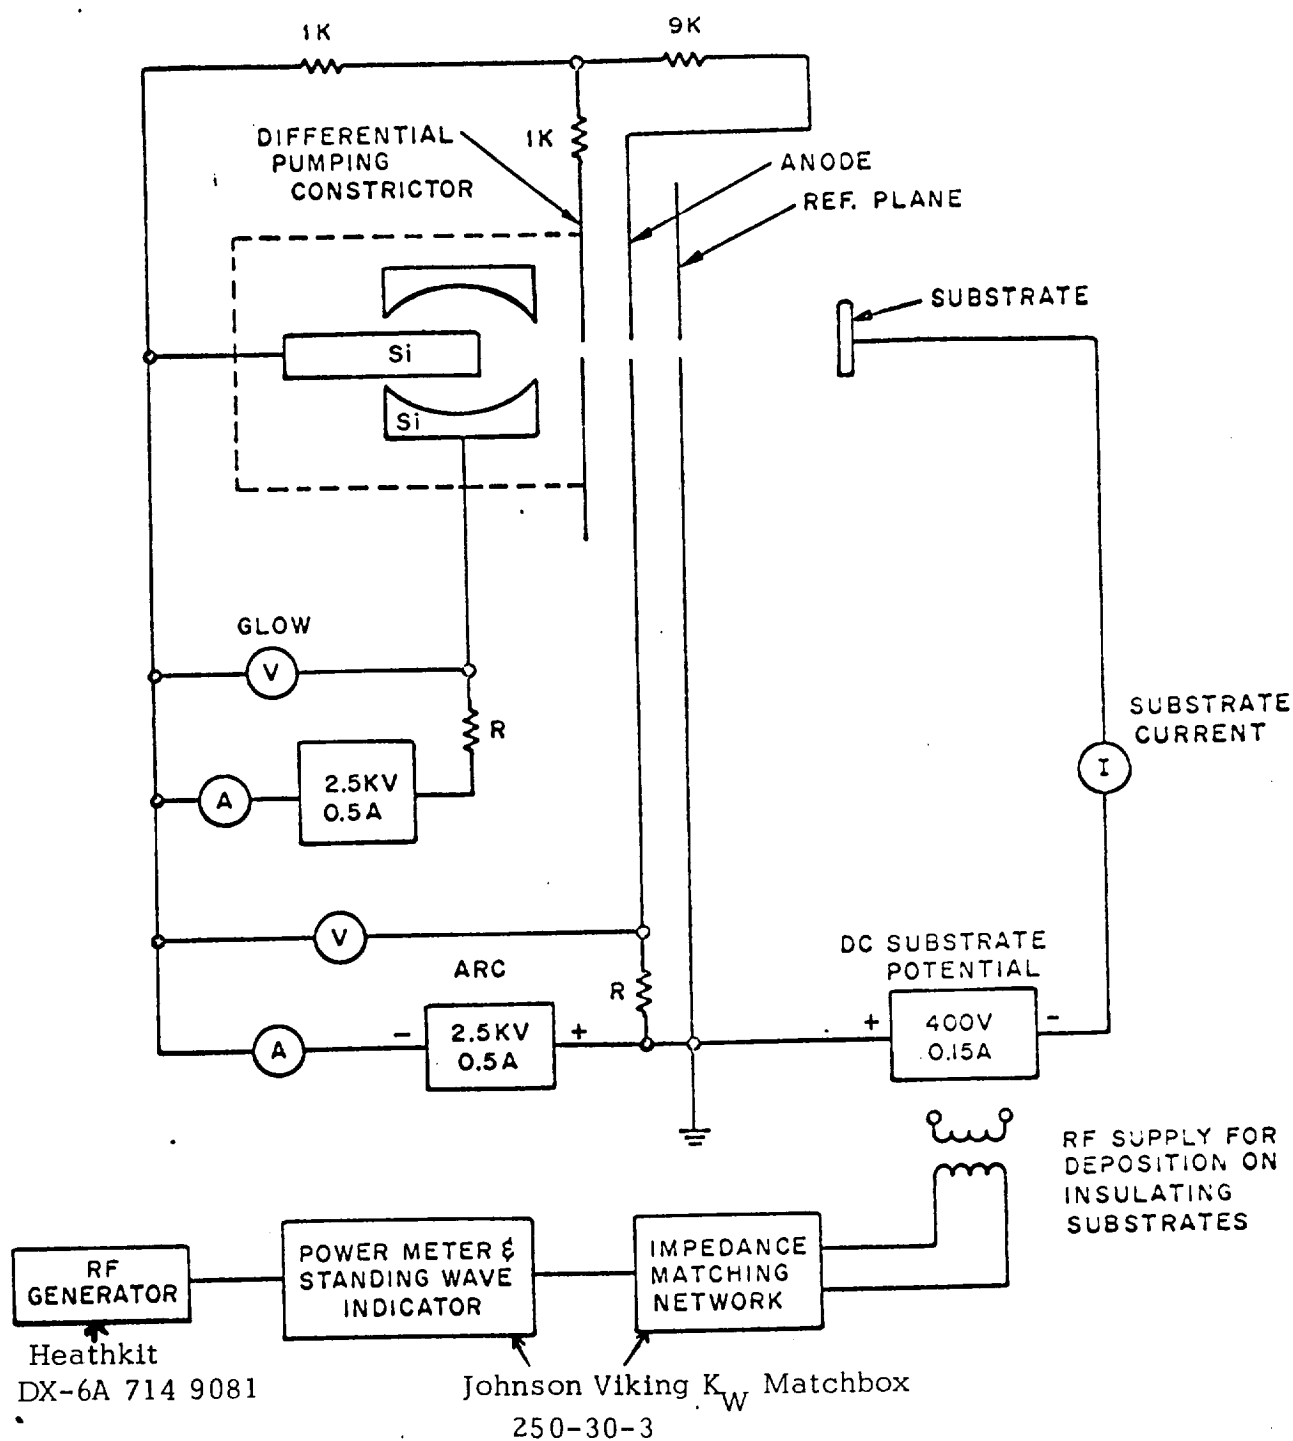 1K
9K
DIFFERENTIAL
PUMPING
CONSTRICTOR
1K
ANODE
REF. PLANE
SUBSTRATE
Si
Si
GLOW
V
R
A
2.5KV
0.5A
SUBSTRATE
CURRENT
I
V
ARC
R
DC SUBSTRATE
POTENTIAL
A
-
2.5KV
0.5A
+
+
400V
0.15A
-
RF SUPPLY FOR
DEPOSITION ON
INSULATING
SUBSTRATES
RF
GENERATOR
POWER METER &
STANDING WAVE
INDICATOR
IMPEDANCE
MATCHING
NETWORK
Heathkit
DX-6A 714 9081
Johnson Viking KW Matchbox
250-30-3